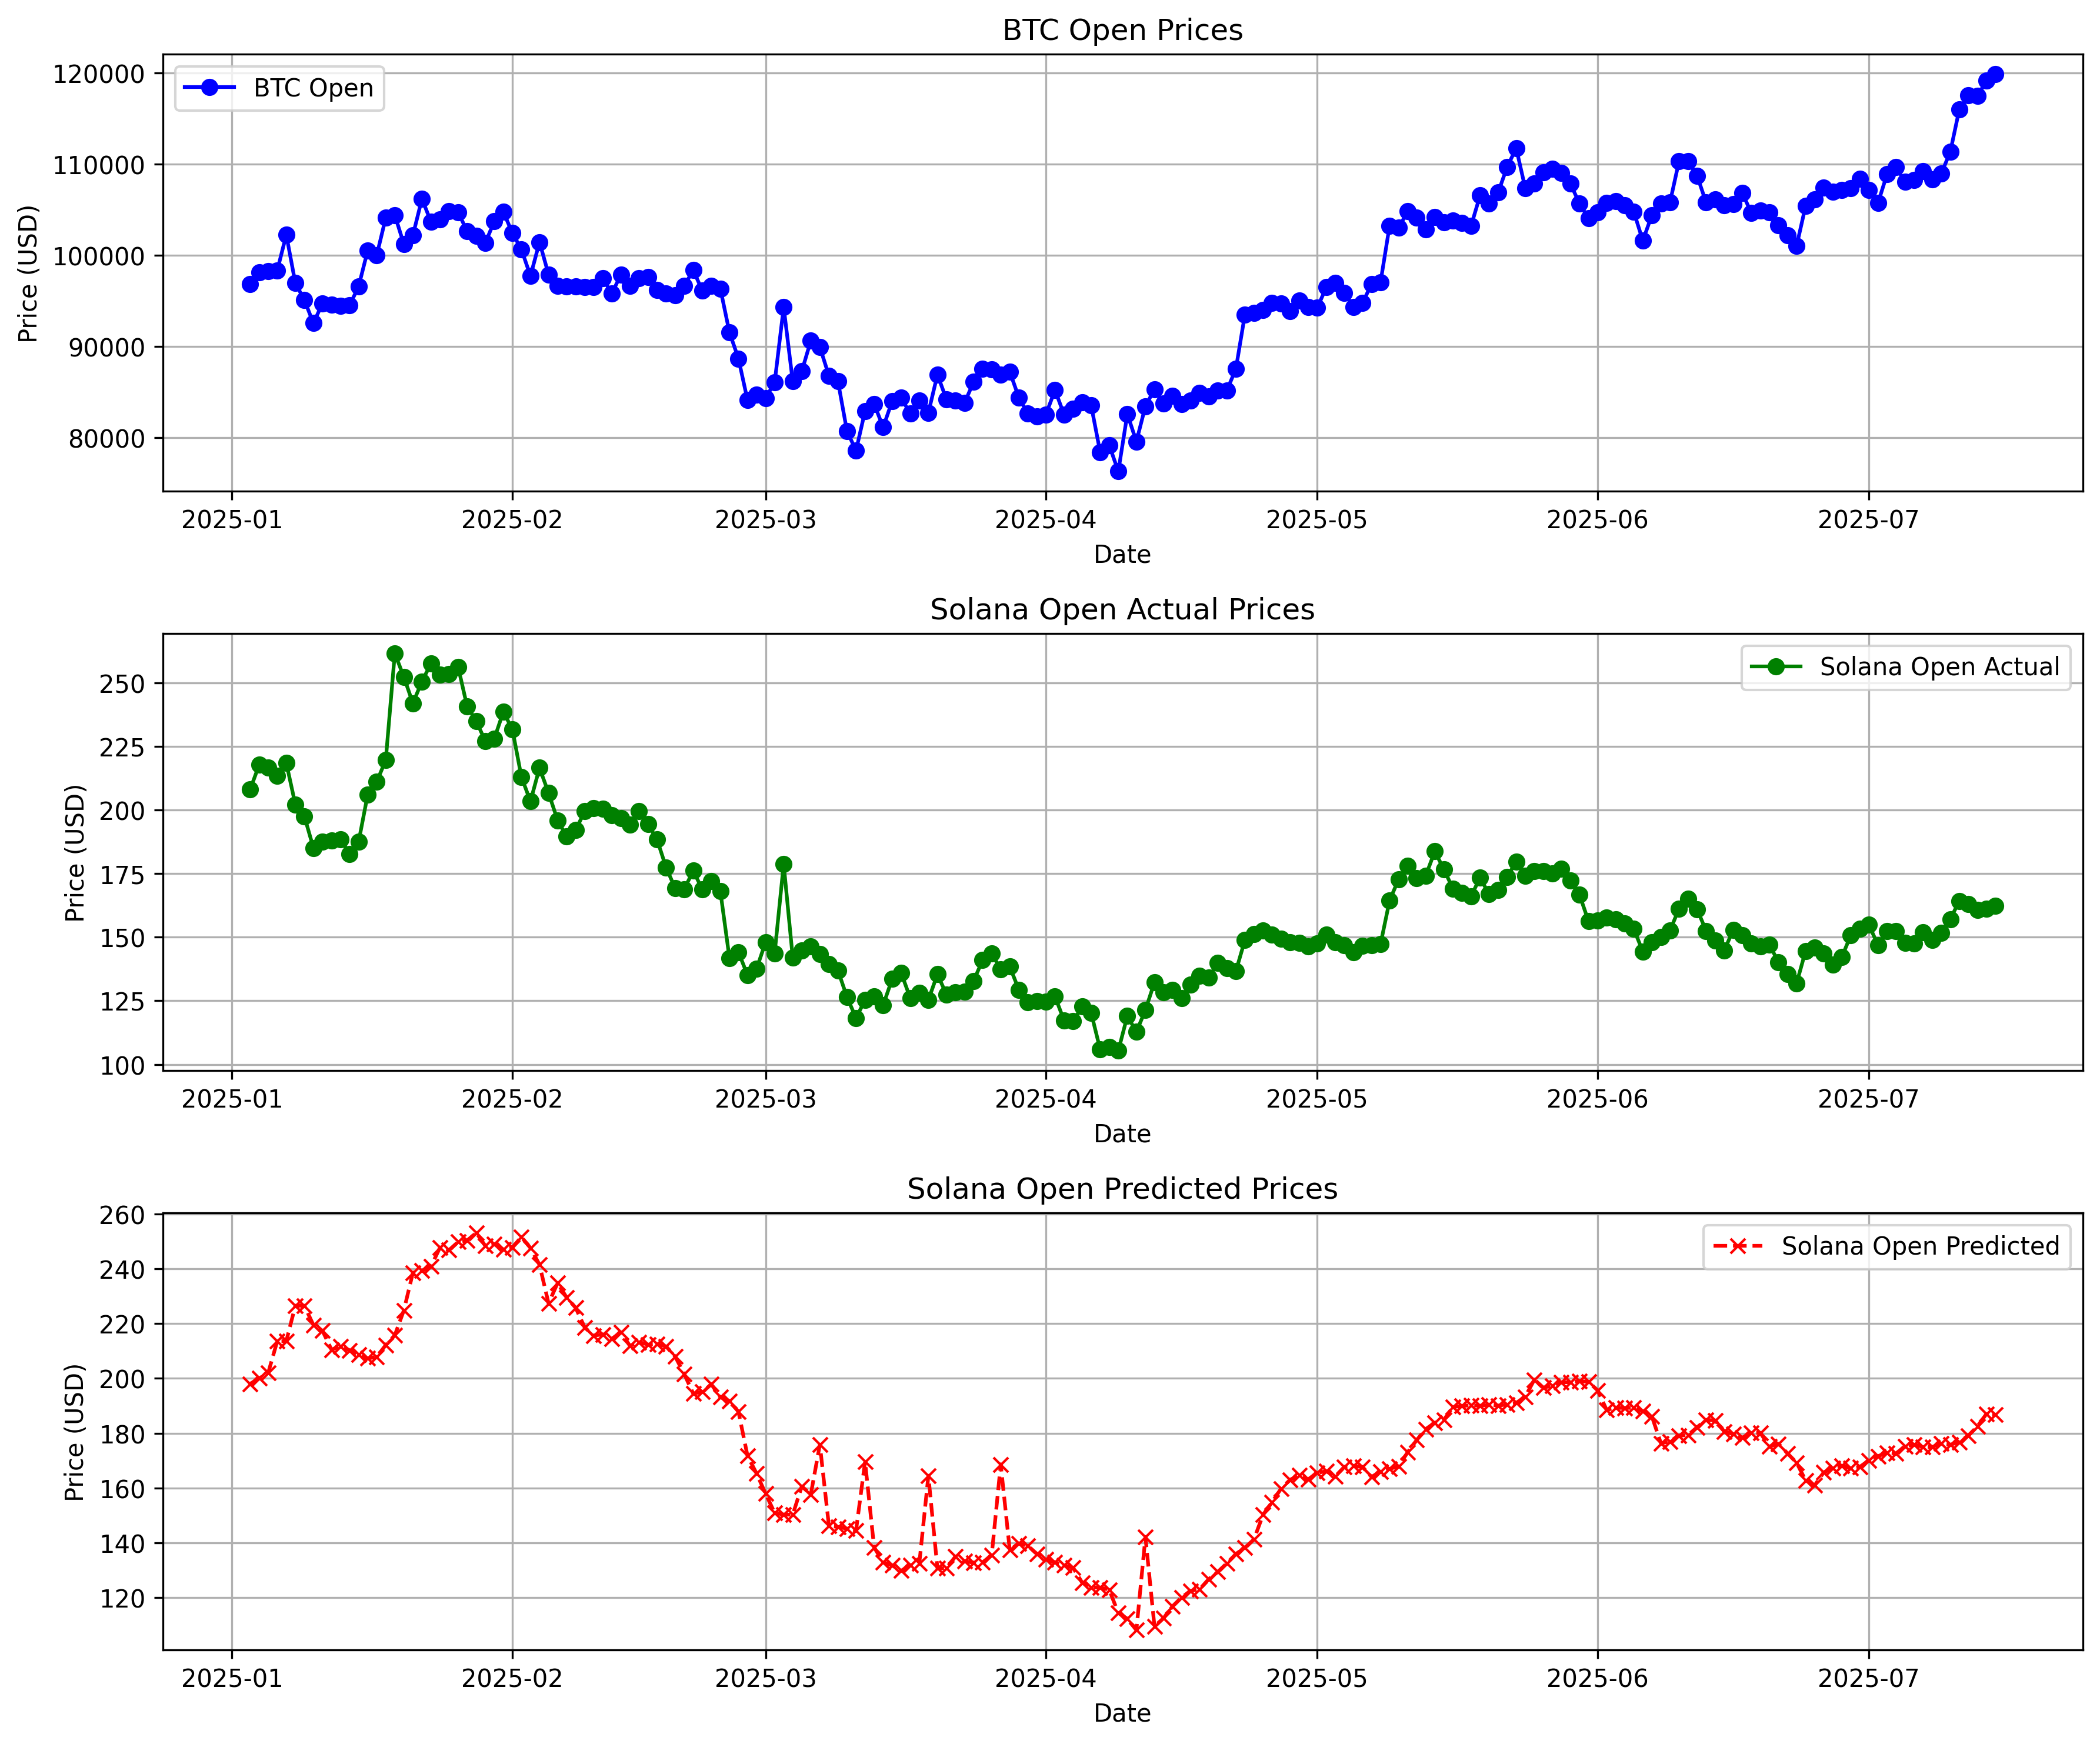 BTC Open Prices
BTC Open
Price (USD)
120000
110000
100000
90000
80000
2025-01 2025-02 2025-03 2025-04 2025-05 2025-06 2025-07
Date
Solana Open Actual Prices
Solana Open Actual
Price (USD)
250
225
200
175
150
125
100
2025-01 2025-02 2025-03 2025-04 2025-05 2025-06 2025-07
Date
Solana Open Predicted Prices
Solana Open Predicted
Price (USD)
260
240
220
200
180
160
140
120
2025-01 2025-02 2025-03 2025-04 2025-05 2025-06 2025-07
Date